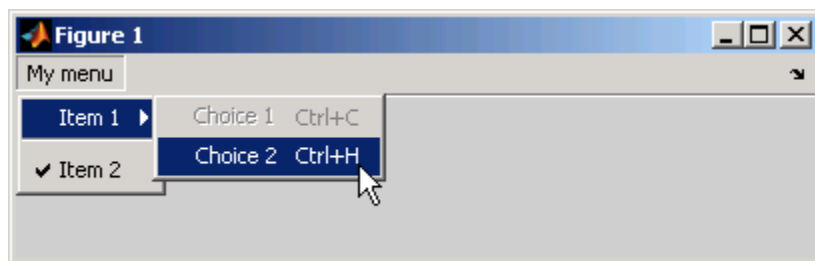 Figure 1
My menu
Item 1 Choice 1 Ctrl+C
Choice 2 Ctrl+H
Item 2